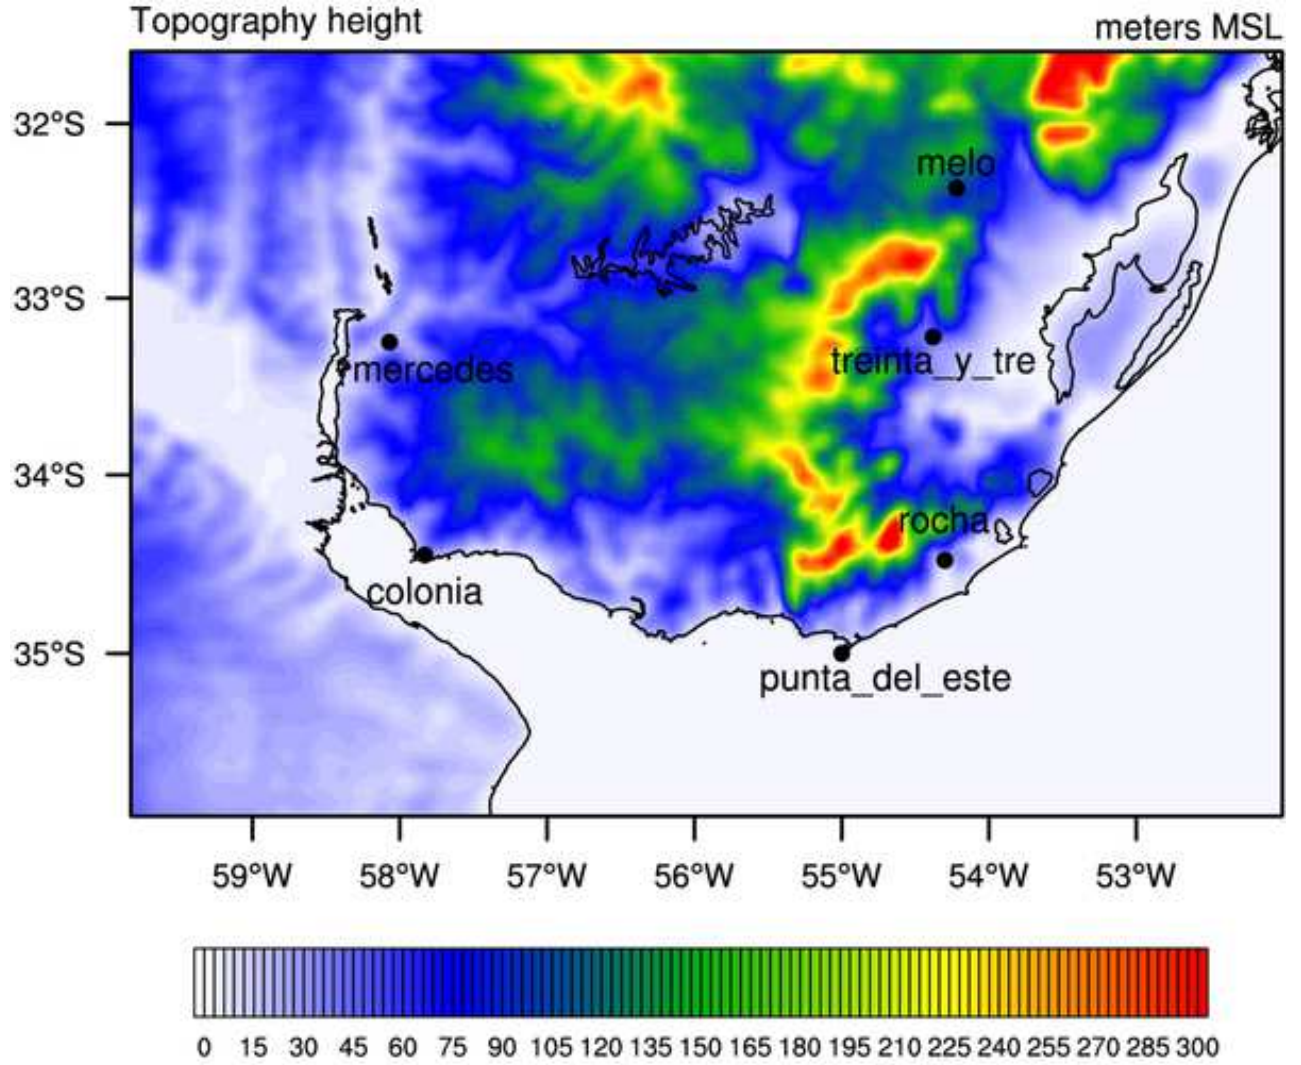 Topography height
meters MSL
32°S
melo
33°S
mercedes
treinta_y_tre
34°S
rocha
colonia
35°S
punta_del_este
59°W 58°W 57°W 56°W 55°W 54°W 53°W
0 15 30 45 60 75 90 105 120 135 150 165 180 195 210 225 240 255 270 285 300